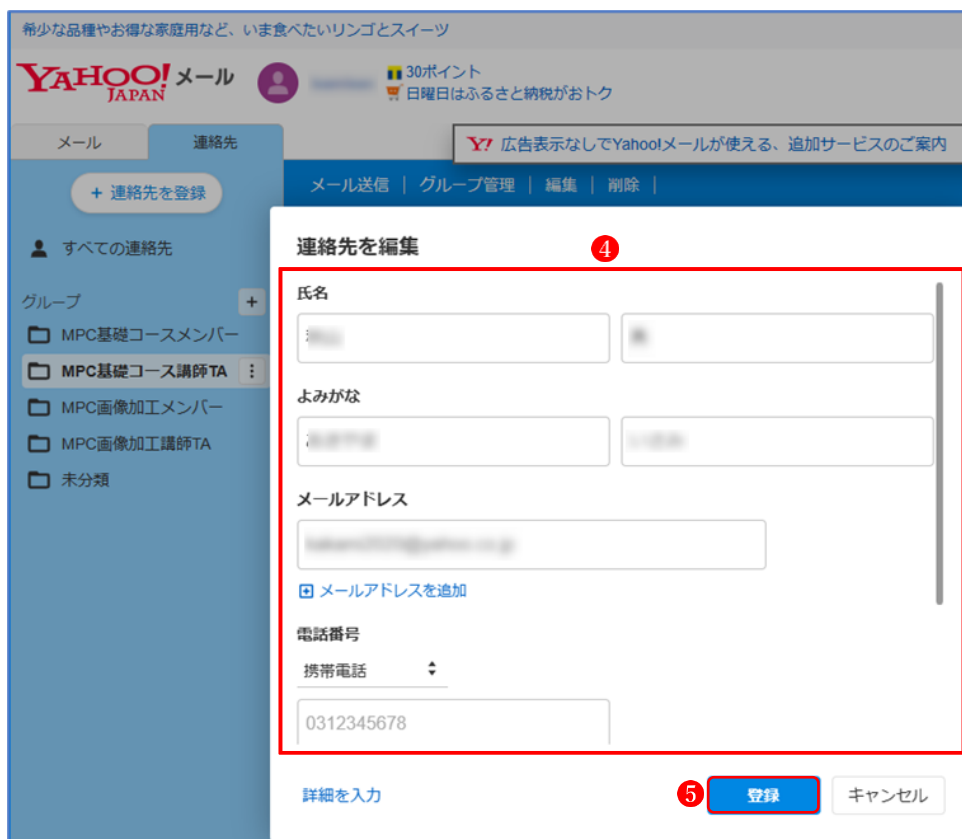 希少な品種やお得な家庭用など、いま食べたいリンゴとスイーツ
YAHOO! JAPAN メール
30ポイント
日曜日はふるさと納税がおトク
メール 連絡先
Y! 広告表示なしでYahoo!メールが使える、追加サービスのご案内
+ 連絡先を登録
メール送信 | グループ管理 | 編集 | 削除 |
すべての連絡先
グループ +
MPC基礎コースメンバー
MPC基礎コース講師TA
MPC画像加工メンバー
MPC画像加工講師TA
未分類
連絡先を編集 4
氏名
よみがな
メールアドレス
メールアドレスを追加
電話番号
携帯電話
0312345678
詳細を入力 5 登録 キャンセル